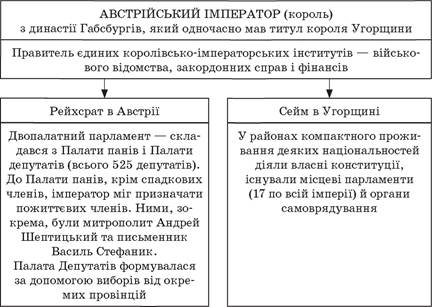 АВСТРІЙСЬКИЙ ІМПЕРАТОР (король)
з династії Габсбургів, який одночасно мав титул короля Угорщини
Правитель єдиних королівсько-імператорських інститутів — військо-
вого відомства, закордонних справ і фінансів
Рейхсрат в Австрії
Двопалатний парламент — скла-
дався з Палати панів і Палати
депутатів (всього 525 депутатів).
До Палати панів, крім спадкових
членів, імператор міг призначати
пожиттєвих членів. Ними, зо-
крема, були митрополит Андрей
Шептицький та письменник
Василь Стефаник.
Палата Депутатів формувалася
за допомогою виборів від окре-
мих провінцій
Сейм в Угорщині
У районах компактного прожи-
вання деяких національностей
діяли власні конституції,
існували місцеві парламенти
(17 по всій імперії) й органи
самоврядування